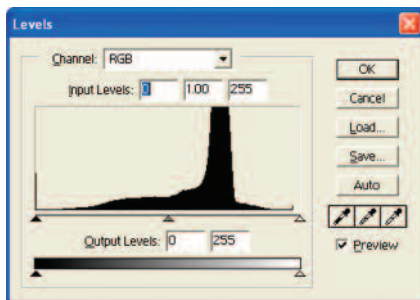 Levels
Channel: RGB
Input Levels: 0 1.00 255
Output Levels: 0 255
OK
Cancel
Load...
Save...
Auto
Preview